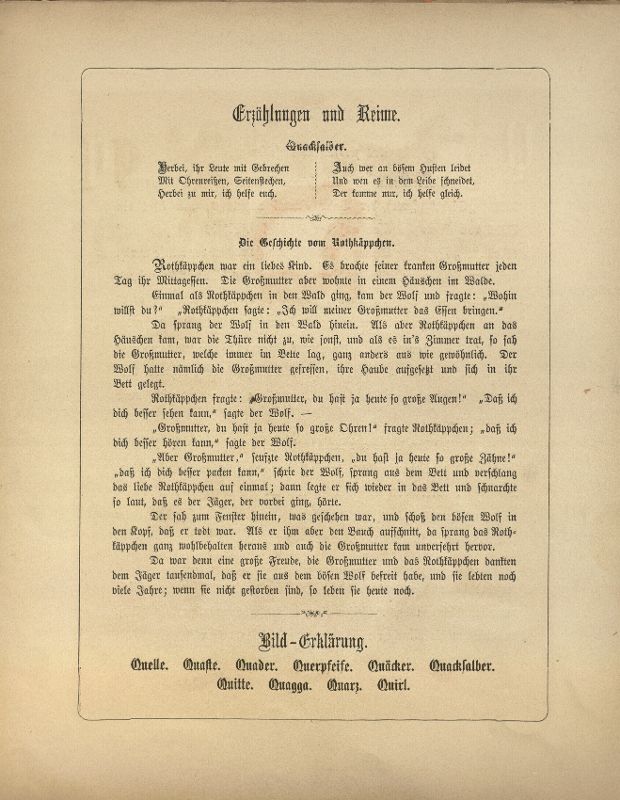 Erzählungen und Reime.
Quacksalber.
Herbei, ihr Leute mit Gebrechen
Mit Ohrenreißen, Seitenstechen,
Herbei zu mir, ich helfe euch.
Auch wer an bösem Husten leidet
Und wen es in dem Leibe schneidet,
Der komme nur, ich helfe gleich.
Die Geschichte vom Rothkäppchen.
Rothkäppchen war ein liebes Kind. Es brachte seiner kranken Großmutter jeden
Tag ihr Mittagessen. Die Großmutter aber wohnte in einem Häuschen im Walde.
Einmal als Rothkäppchen in den Wald ging, kam der Wolf und fragte: „Wohin
willst du?“ „Rothkäppchen sagte: „Ich will meiner Großmutter das Essen bringen.“
Da sprang der Wolf in den Wald hinein. Als aber Rothkäppchen an das
Häuschen kam, war die Thüre nicht zu, wie sonst, und als es in's Zimmer trat, so sah
die Großmutter, welche immer im Bette lag, ganz anders aus wie gewöhnlich. Der
Wolf hatte nämlich die Großmutter gefressen, ihre Haube aufgesetzt und sich in ihr
Bett gelegt.
Rothkäppchen fragte: „Großmutter, du hast ja heute so große Augen!“ „Daß ich
dich besser sehen kann,“ sagte der Wolf. —
„Großmutter, du hast ja heute so große Ohren!“ fragte Rothkäppchen; „daß ich
dich besser hören kann,“ sagte der Wolf.
„Aber Großmutter,“ seufzte Rothkäppchen, „du hast ja heute so große Zähne!“
„daß ich dich besser packen kann,“ schrie der Wolf, sprang aus dem Bett und verschlang
das liebe Rothkäppchen auf einmal; dann legte er sich wieder in das Bett und schnarchte
so laut, daß es der Jäger, der vorbei ging, hörte.
Der sah zum Fenster hinein, was geschehen war, und schoß den bösen Wolf in
den Kopf, daß er todt war. Als er ihm aber den Bauch aufschnitt, da sprang das Roth-
käppchen ganz wohlbehalten heraus und auch die Großmutter kam unversehrt hervor.
Da war denn eine große Freude, die Großmutter und das Rothkäppchen dankten
dem Jäger tausendmal, daß er sie aus dem bösen Wolf befreit habe, und sie lebten noch
viele Jahre; wenn sie nicht gestorben sind, so leben sie heute noch.
Bild-Erklärung.
Quelle. Quaste. Quader. Querpfeife. Quäcker. Quacksalber.
Quitte. Quagga. Quarz. Quirl.